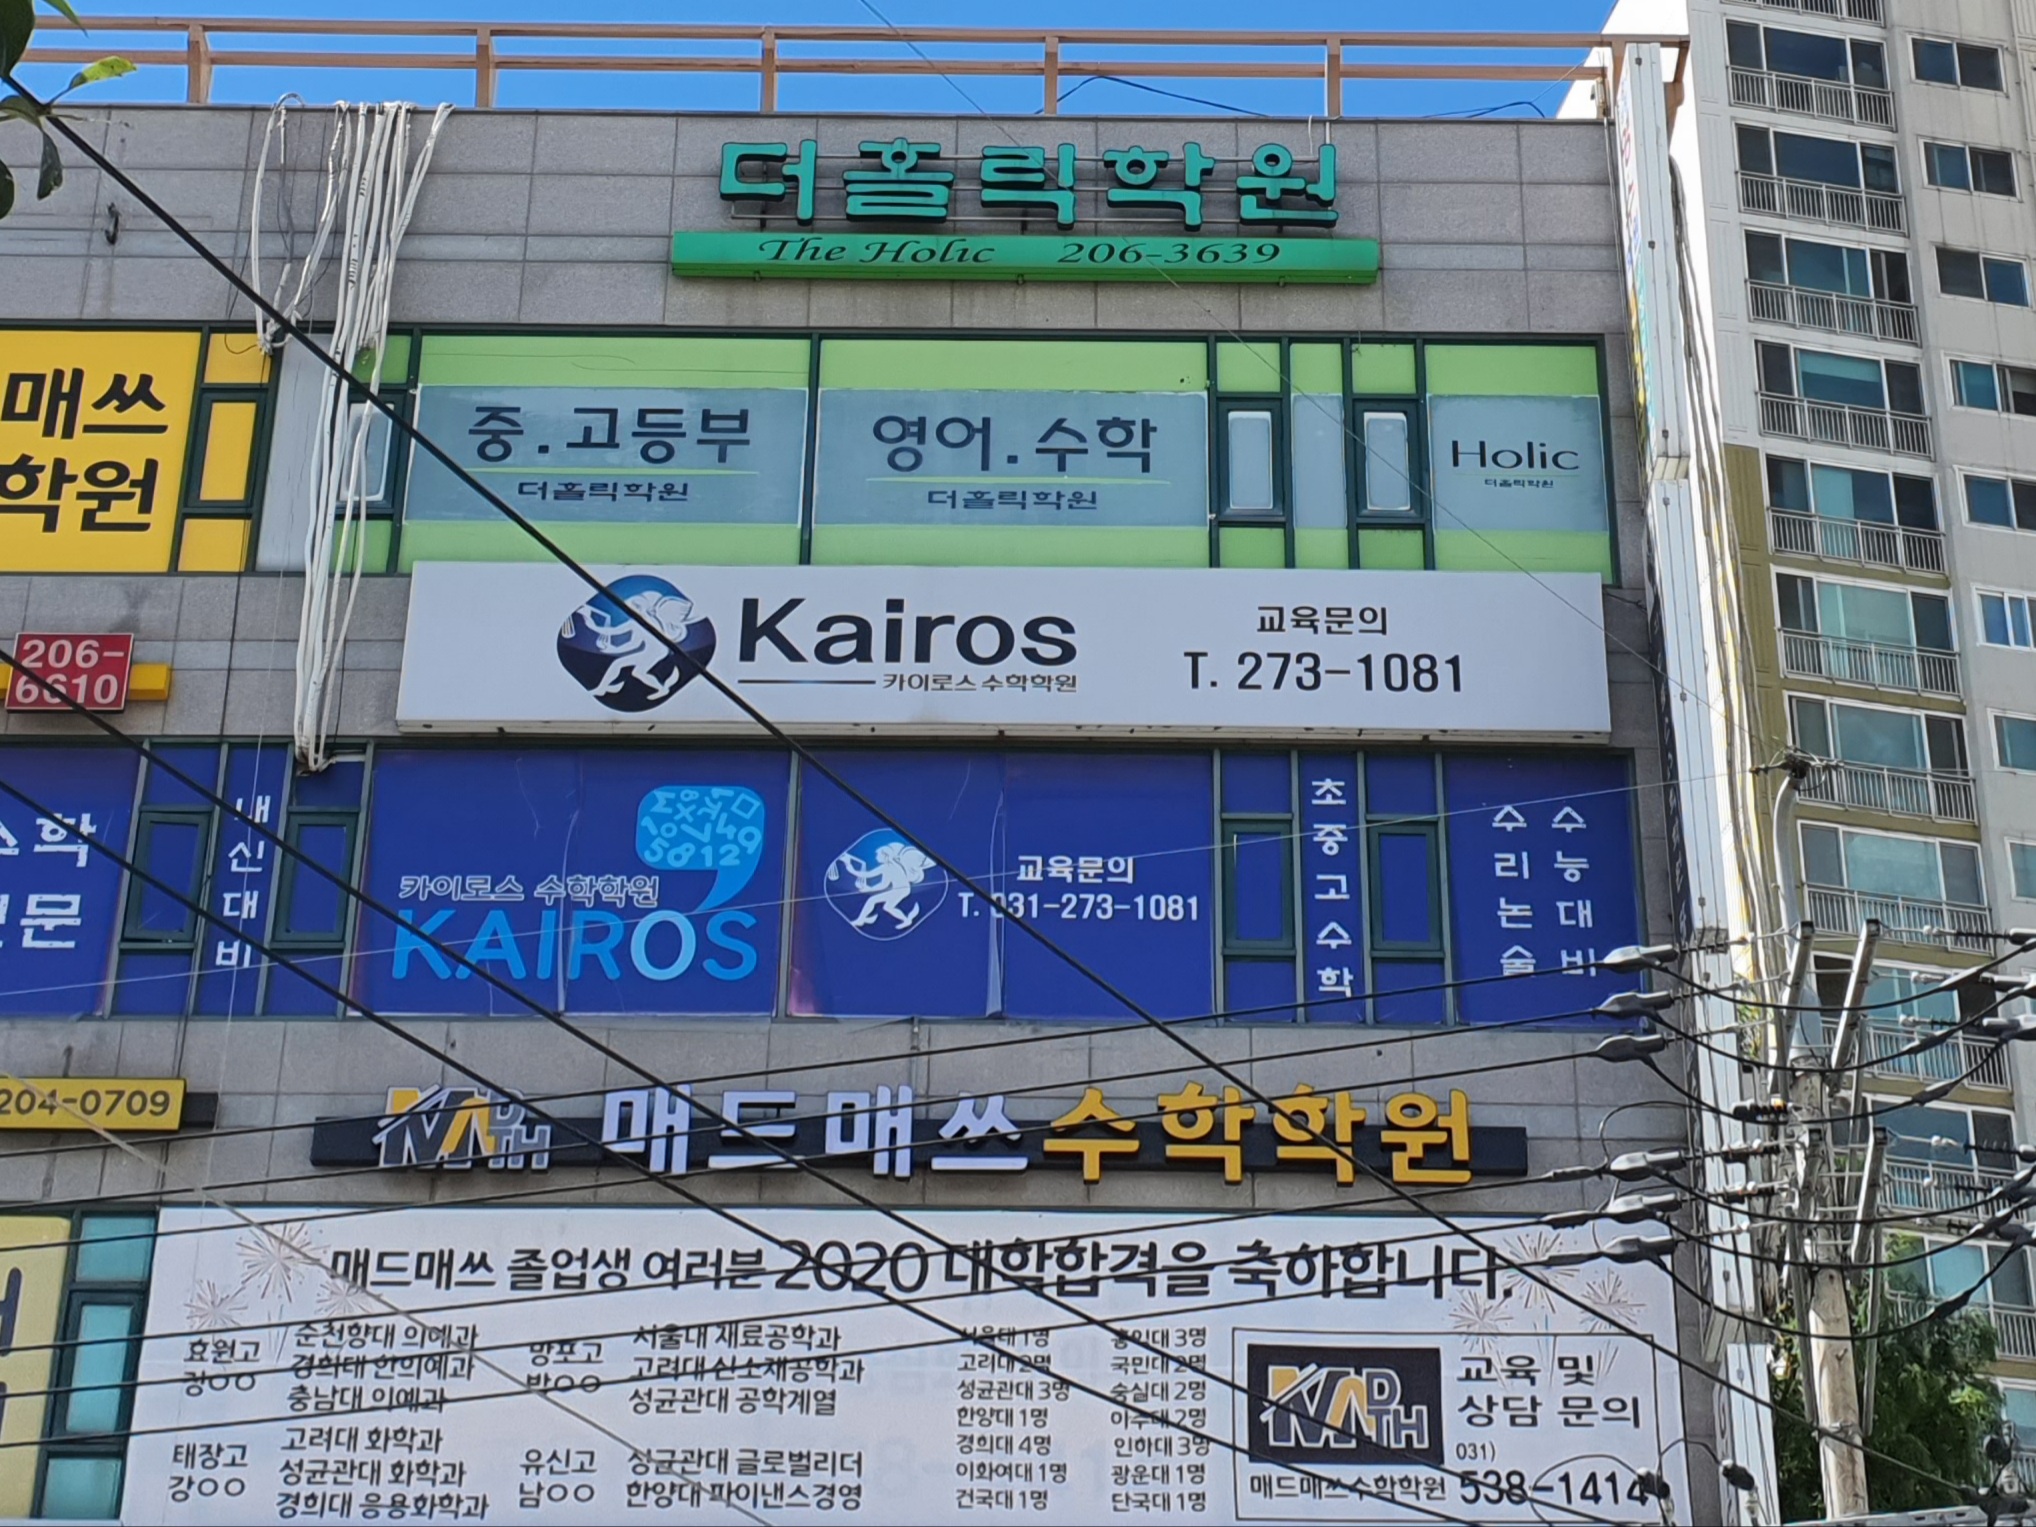 더홀릭학원
The Holic 206-3639
매쓰
학원
중.고등부
더홀릭학원
영어.수학
더홀릭학원
Holic
더홀릭학원
206-
6610
Kairos
카이로스 수학학원
교육문의
T. 273-1081
내신대비
카이로스 수학학원
KAIROS
교육문의
T. 031-273-1081
초중고수학
수리논술
수능대비
204-0709
MADMATH
매드매쓰수학학원
매드매쓰 졸업생 여러분 2020 대학합격을 축하합니다.
효원고
정○○
순천향대 의예과
경희대 한의예과
충남대 의예과
망포고
박○○
서울대 재료공학과
고려대 신소재공학과
성균관대 공학계열
태장고
강○○
고려대 화학과
성균관대 화학과
경희대 응용화학과
유신고
남○○
성균관대 글로벌리더
한양대 파이낸스경영
서울대 1명
고려대 2명
성균관대 3명
한양대 1명
경희대 4명
이화여대 1명
건국대 1명
홍익대 3명
국민대 2명
숭실대 2명
아주대 2명
인하대 3명
광운대 1명
단국대 1명
MADMATH
교육 및
상담 문의
031)
매드매쓰수학학원 538-1414